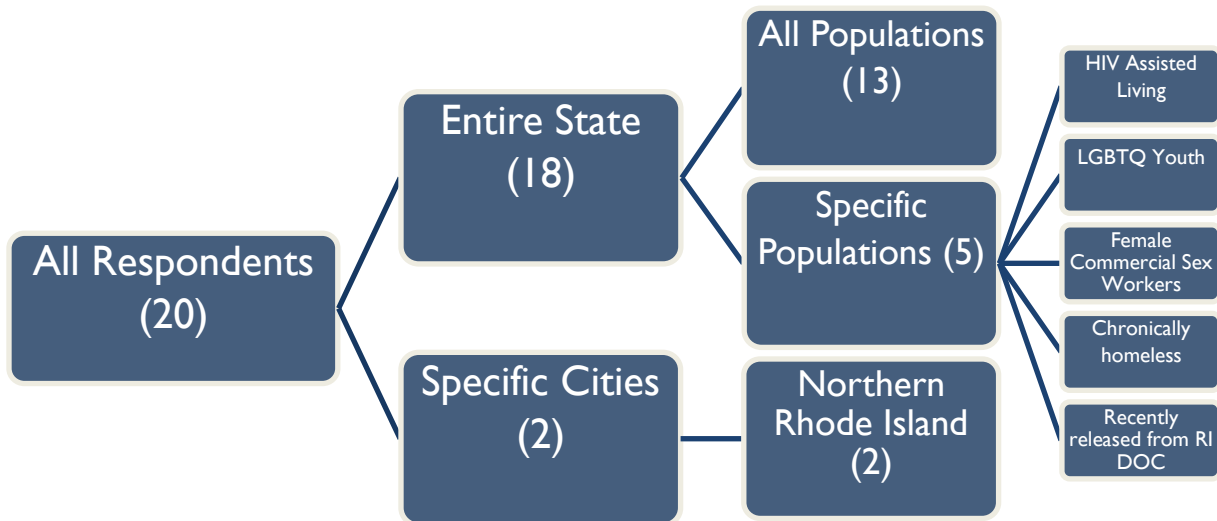 All Respondents
(20)
Entire State
(18)
Specific Cities
(2)
All Populations
(13)
Specific
Populations (5)
Northern
Rhode Island
(2)
HIV Assisted
Living
LGBTQ Youth
Female
Commercial Sex
Workers
Chronically
homeless
Recently
released from RI
DOC